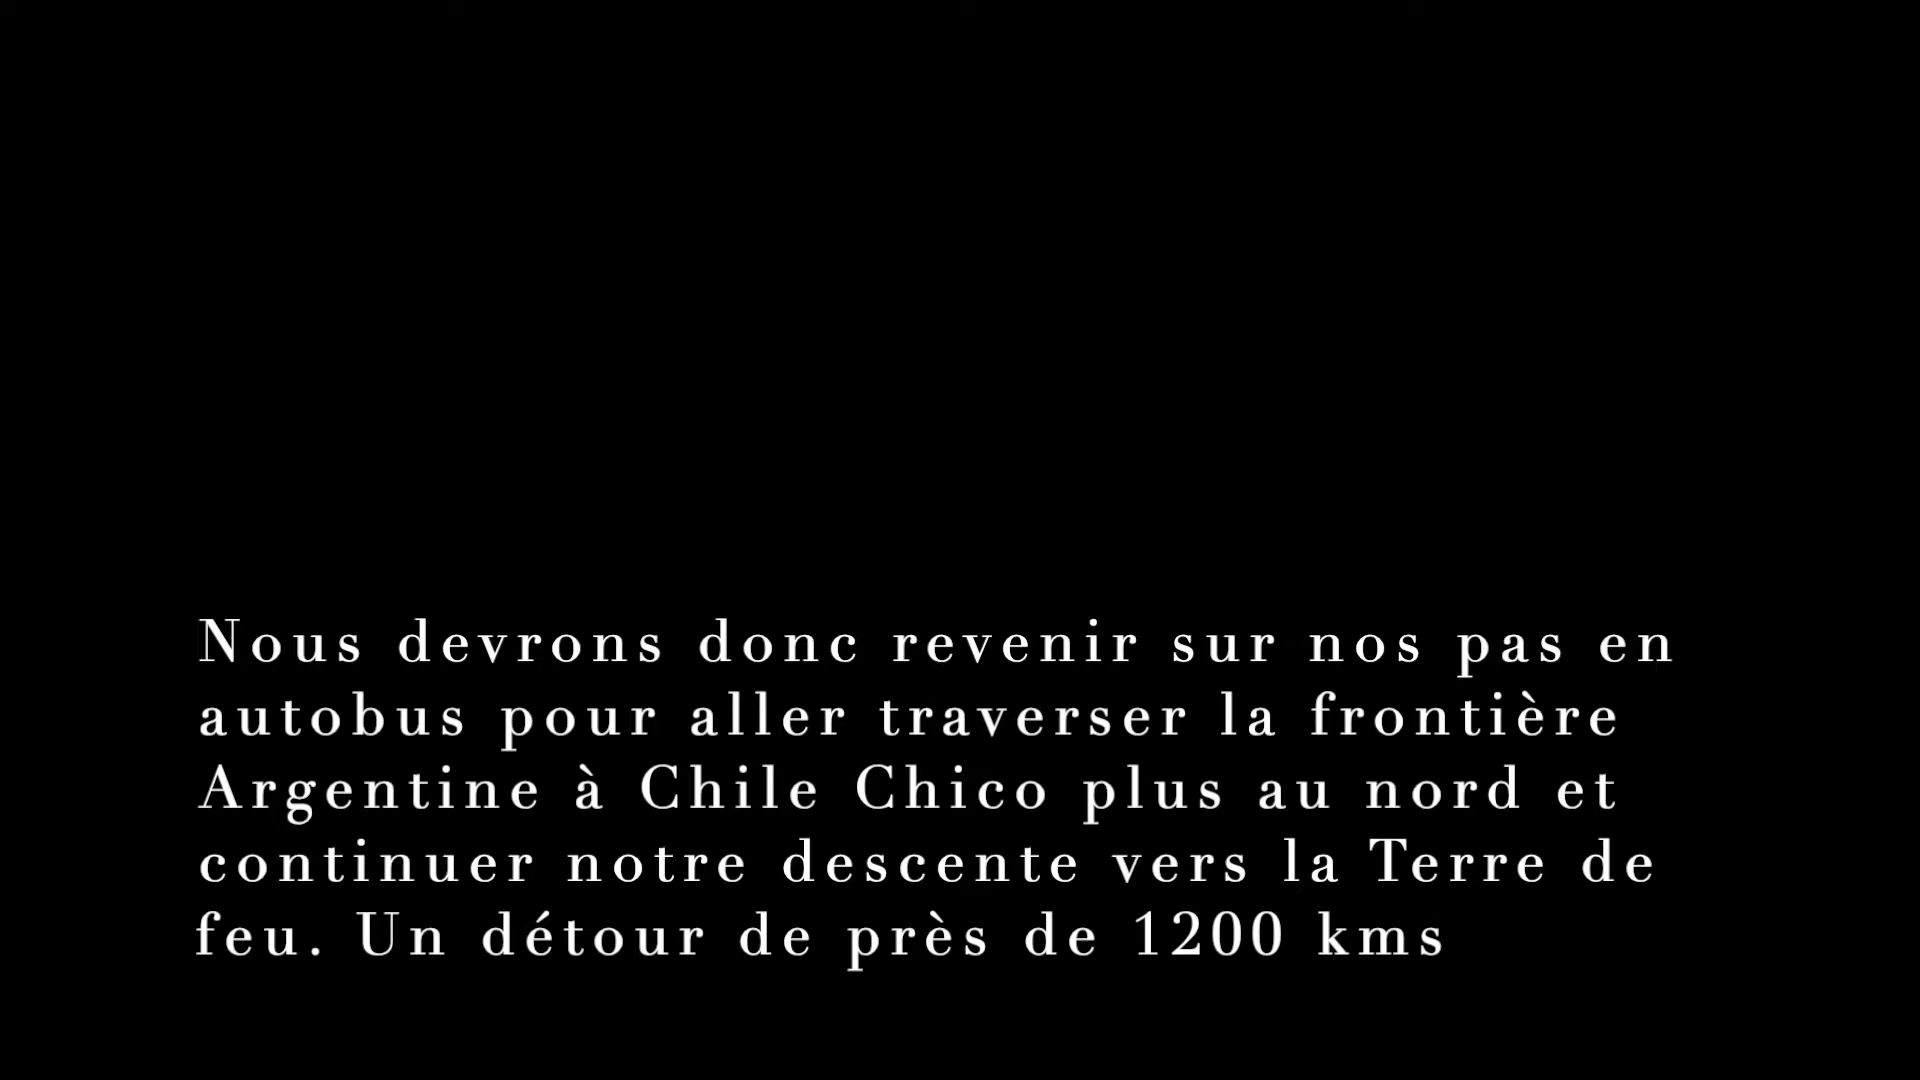 Nous devrons donc revenir sur nos pas en
autobus pour aller traverser la frontière
Argentine à Chile Chico plus au nord et
continuer notre descente vers la Terre de
feu. Un détour de près de 1200 kms